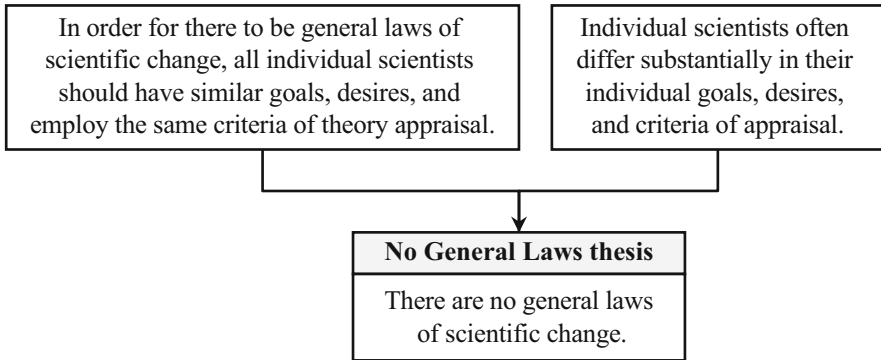 In order for there to be general laws of
scientific change, all individual scientists
should have similar goals, desires, and
employ the same criteria of theory appraisal.
Individual scientists often
differ substantially in their
individual goals, desires,
and criteria of appraisal.
No General Laws thesis
There are no general laws
of scientific change.